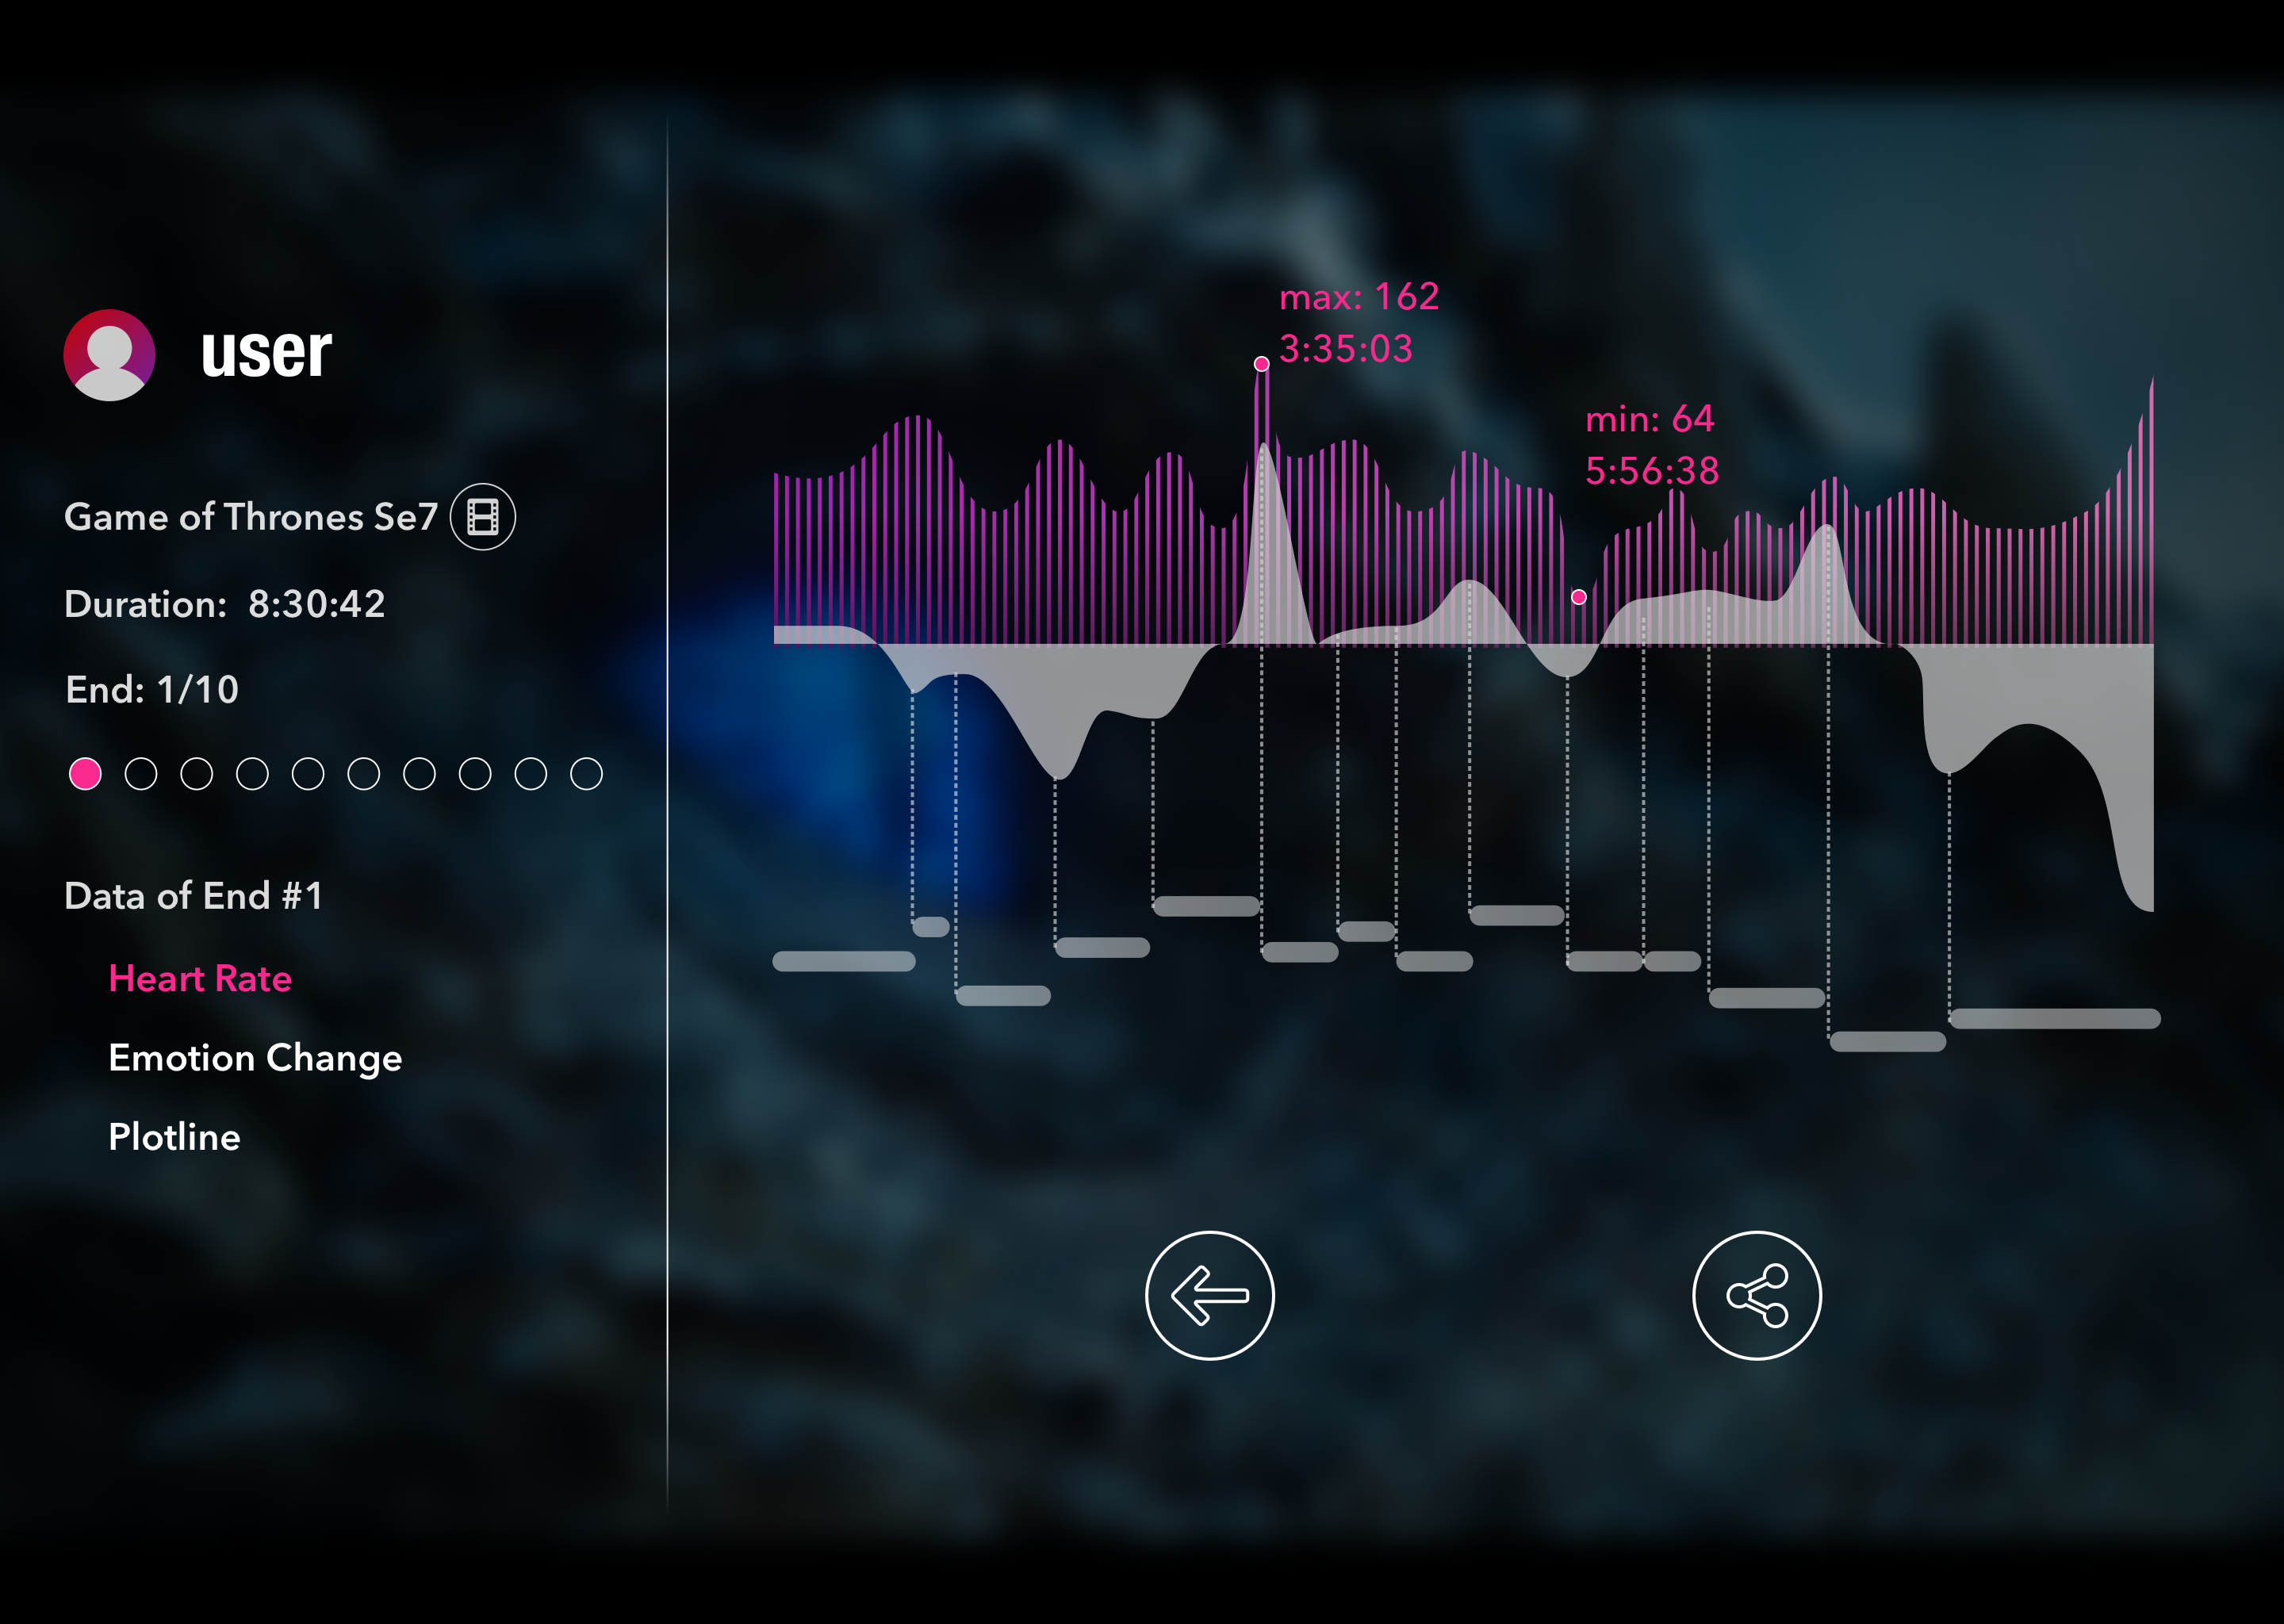 user
Game of Thrones Se7
Duration: 8:30:42
End: 1/10
Data of End #1
Heart Rate
Emotion Change
Plotline
max: 162
3:35:03
min: 64
5:56:38